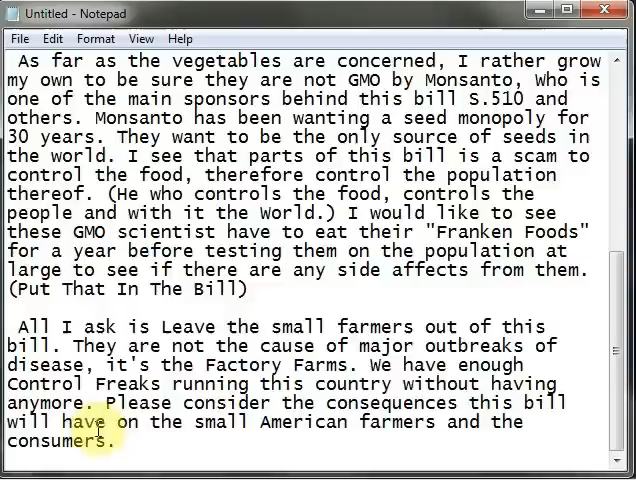 Untitled - Notepad
File Edit Format View Help
As far as the vegetables are concerned, I rather grow
my own to be sure they are not GMO by Monsanto, Who is
one of the main sponsors behind this bill S.510 and
others. Monsanto has been wanting a seed monopoly for
30 years. They want to be the only source of seeds in
the world. I see that parts of this bill is a scam to
control the food, therefore control the population
thereof. (He who controls the food, controls the
people and with it the World.) I would like to see
these GMO scientist have to eat their "Franken Foods"
for a year before testing them on the population at
large to see if there are any side affects from them.
(Put That In The Bill)
All I ask is Leave the small farmers out of this
bill. They are not the cause of major outbreaks of
disease, it's the Factory Farms. We have enough
Control Freaks running this country without having
anymore. Please consider the consequences this bill
will have on the small American farmers and the
consumers.